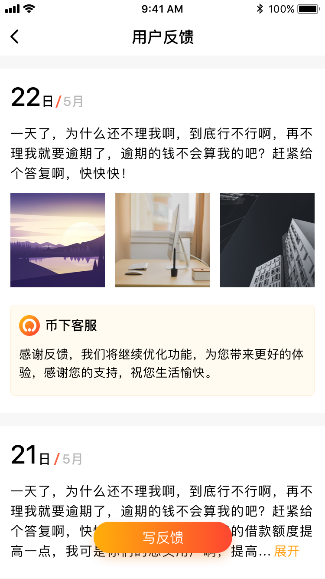 9:41 AM 100%
用户反馈
22日/5月
一天了，为什么还不理我啊，到底行不行啊，再不
理我就要逾期了，逾期的钱不会算我的吧？赶紧给
个答复啊，快快快！
币下客服
感谢反馈，我们将继续优化功能，为您带来更好的体
验，感谢您的支持，祝您生活愉快。
21日/5月
一天了，为什么还不理我啊，到底行不行啊，再不
理我就要逾期了，逾期的钱不会算我的吧？赶紧给
个答复啊，快 的借款额度提
写反馈
高一点，我可是 提高... 展开